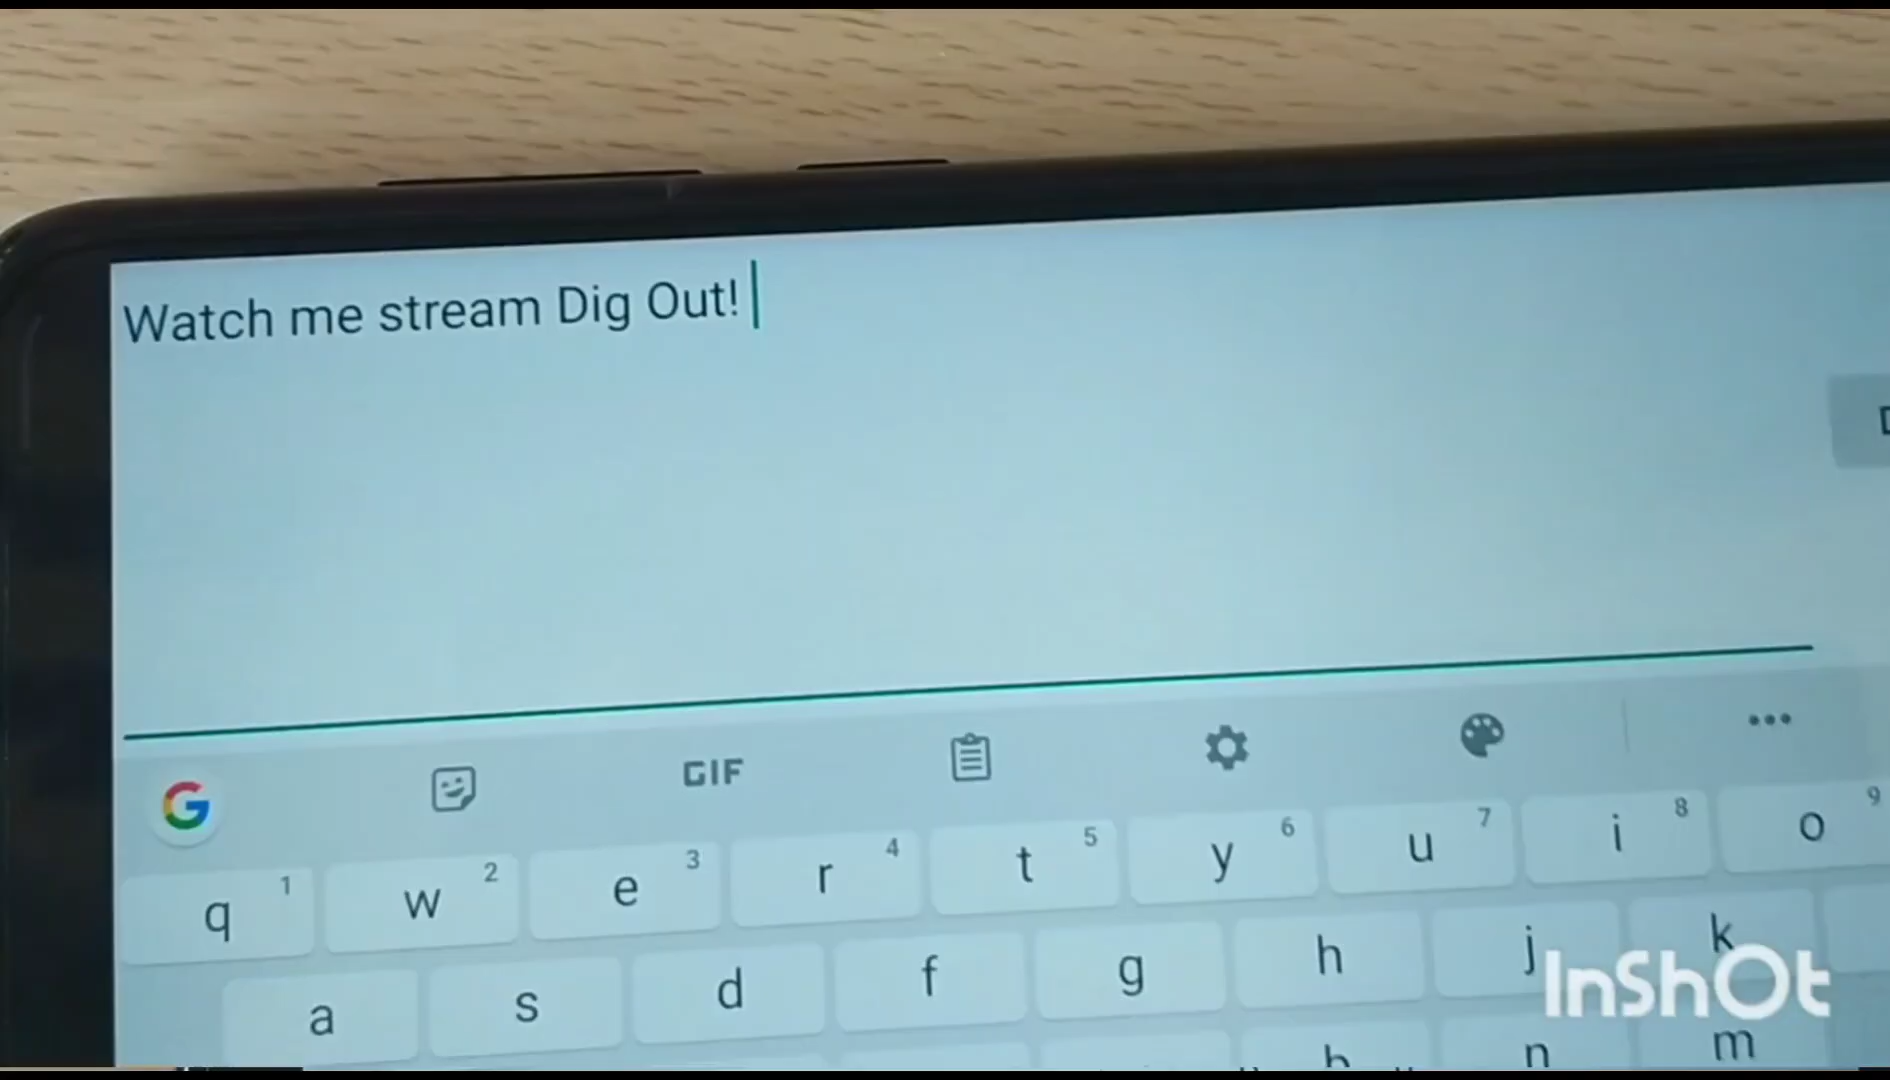 Watch me stream Dig Out!
GIF
q 1 w 2 e 3 r 4 t 5 y 6 u 7 i 8 o 9
a s d f g h j k
b n m
InShOt